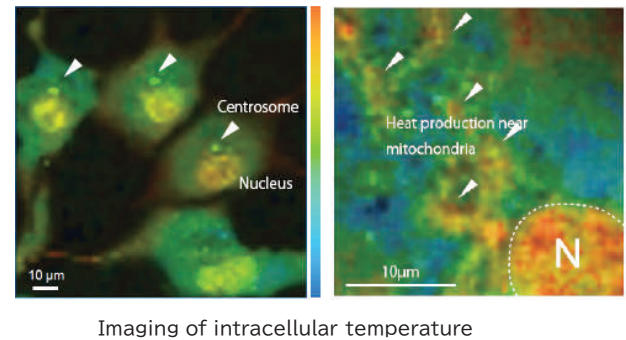 Centrosome
Nucleus
10 μm
Heat production near
mitochondria
N
10μm
Imaging of intracellular temperature